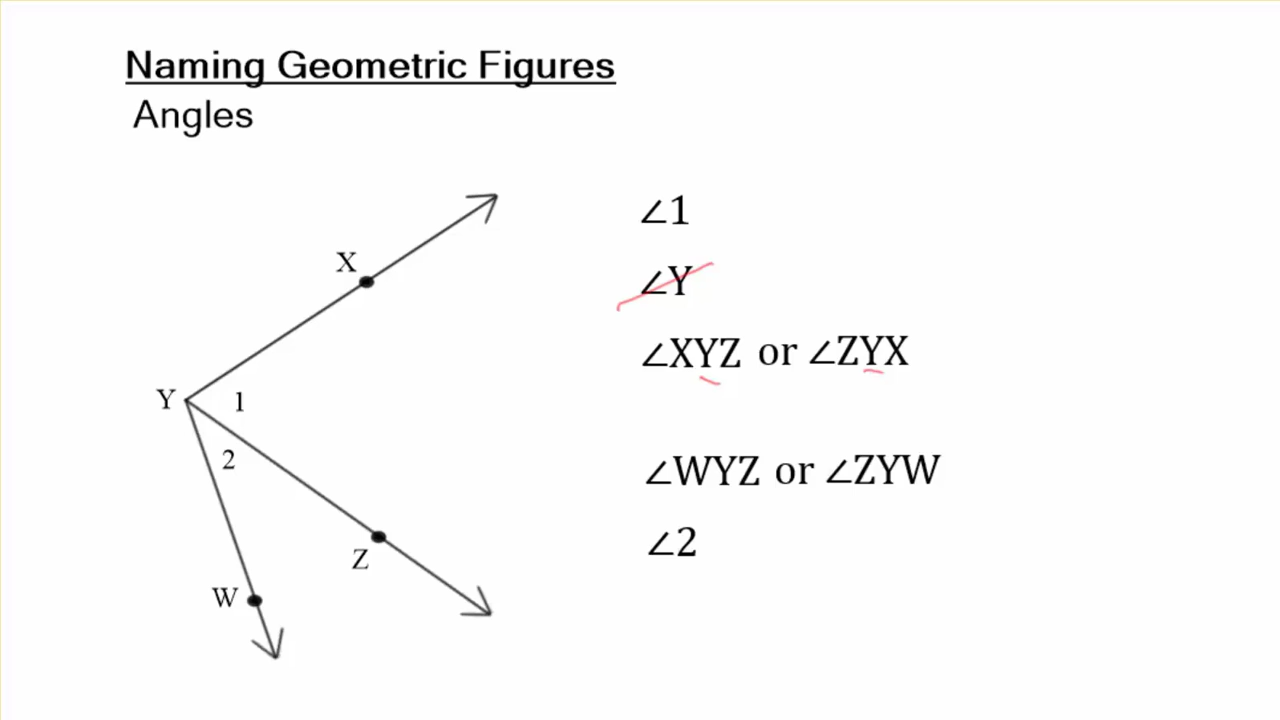 Naming Geometric Figures
Angles
∠1
X
∠Y
∠XYZ or ∠ZYX
Y
1
2
∠WYZ or ∠ZYW
Z
∠2
W